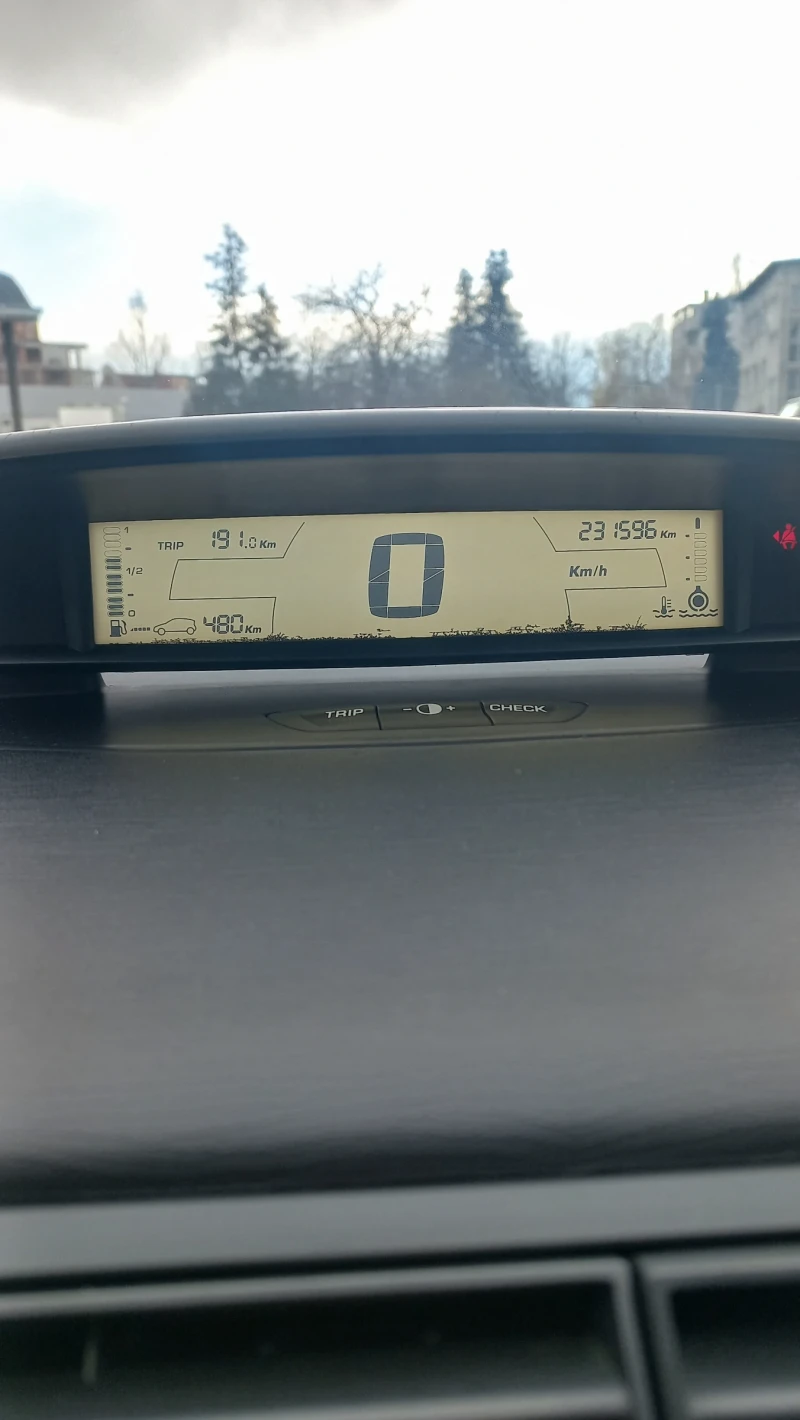 1
TRIP 191.0 Km
231596 Km
1/2
0
Km/h
0
480 Km
TRIP - + CHECK